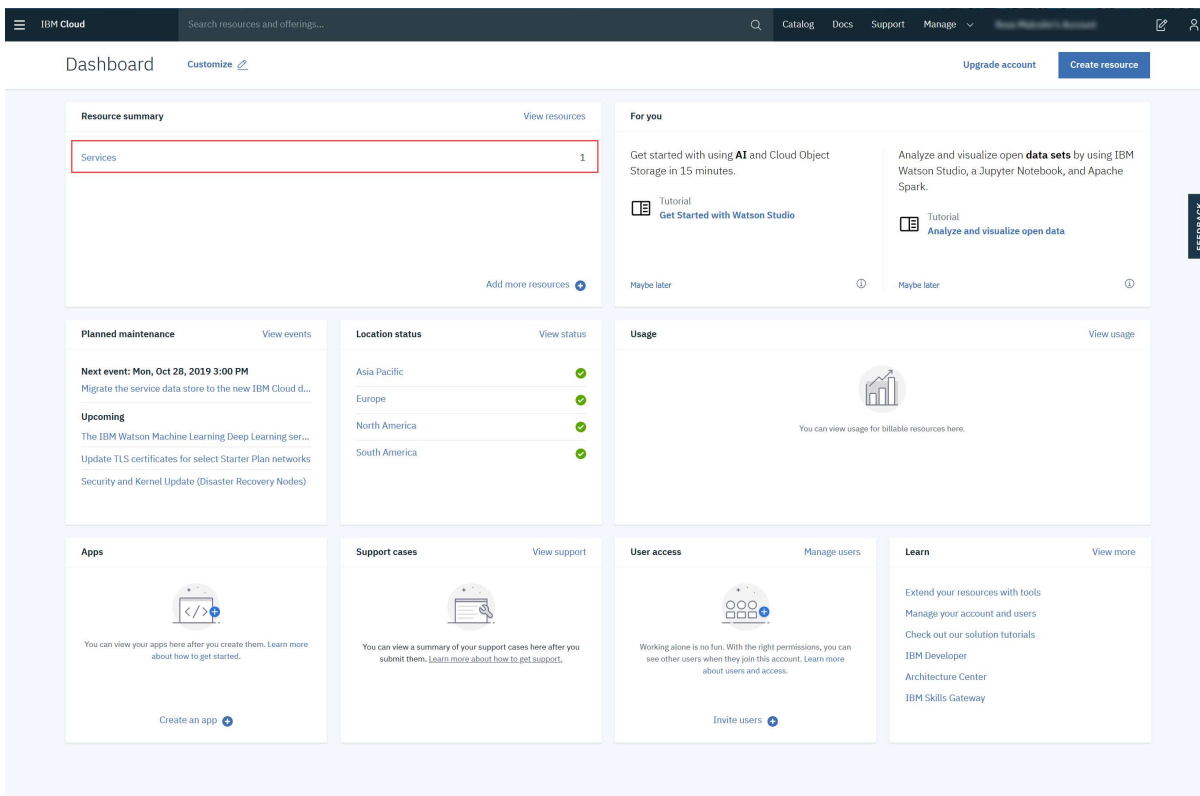 IBM Cloud
Search resources and offerings...
Catalog
Docs
Support
Manage
Dashboard
Customize
Upgrade account
Create resource
Resource summary
View resources
Services
1
Add more resources
For you
Get started with using AI and Cloud Object
Storage in 15 minutes.
Tutorial
Get Started with Watson Studio
Maybe later
Analyze and visualize open data sets by using IBM
Watson Studio, a Jupyter Notebook, and Apache
Spark.
Tutorial
Analyze and visualize open data
Maybe later
FEEDBACK
Planned maintenance
View events
Next event: Mon, Oct 28, 2019 3:00 PM
Migrate the service data store to the new IBM Cloud d...
Upcoming
The IBM Watson Machine Learning Deep Learning ser...
Update TLS certificates for select Starter Plan networks
Security and Kernel Update (Disaster Recovery Nodes)
Location status
View status
Asia Pacific
Europe
North America
South America
Usage
View usage
You can view usage for billable resources here.
Apps
You can view your apps here after you create them. Learn more
about how to get started.
Create an app
Support cases
View support
You can view a summary of your support cases here after you
submit them. Learn more about how to get support.
User access
Manage users
Working alone is no fun. With the right permissions, you can
see other users when they join this account. Learn more
about users and access.
Invite users
Learn
View more
Extend your resources with tools
Manage your account and users
Check out our solution tutorials
IBM Developer
Architecture Center
IBM Skills Gateway